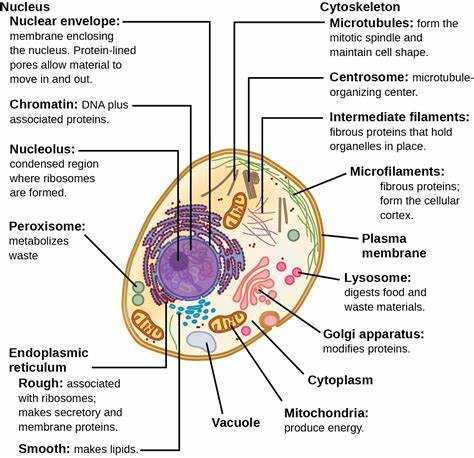 Nucleus
Nuclear envelope:
membrane enclosing
the nucleus. Protein-lined
pores allow material to
move in and out.
Chromatin: DNA plus
associated proteins.
Nucleolus:
condensed region
where ribosomes
are formed.
Peroxisome:
metabolizes
waste
Endoplasmic
reticulum
Rough: associated
with ribosomes;
makes secretory and
membrane proteins.
Smooth: makes lipids.
Cytoskeleton
Microtubules: form the
mitotic spindle and
maintain cell shape.
Centrosome: microtubule-
organizing center.
Intermediate filaments:
fibrous proteins that hold
organelles in place.
Microfilaments:
fibrous proteins;
form the cellular
cortex.
Plasma
membrane
Lysosome:
digests food and
waste materials.
Golgi apparatus:
modifies proteins.
Cytoplasm
Mitochondria:
produce energy.
Vacuole